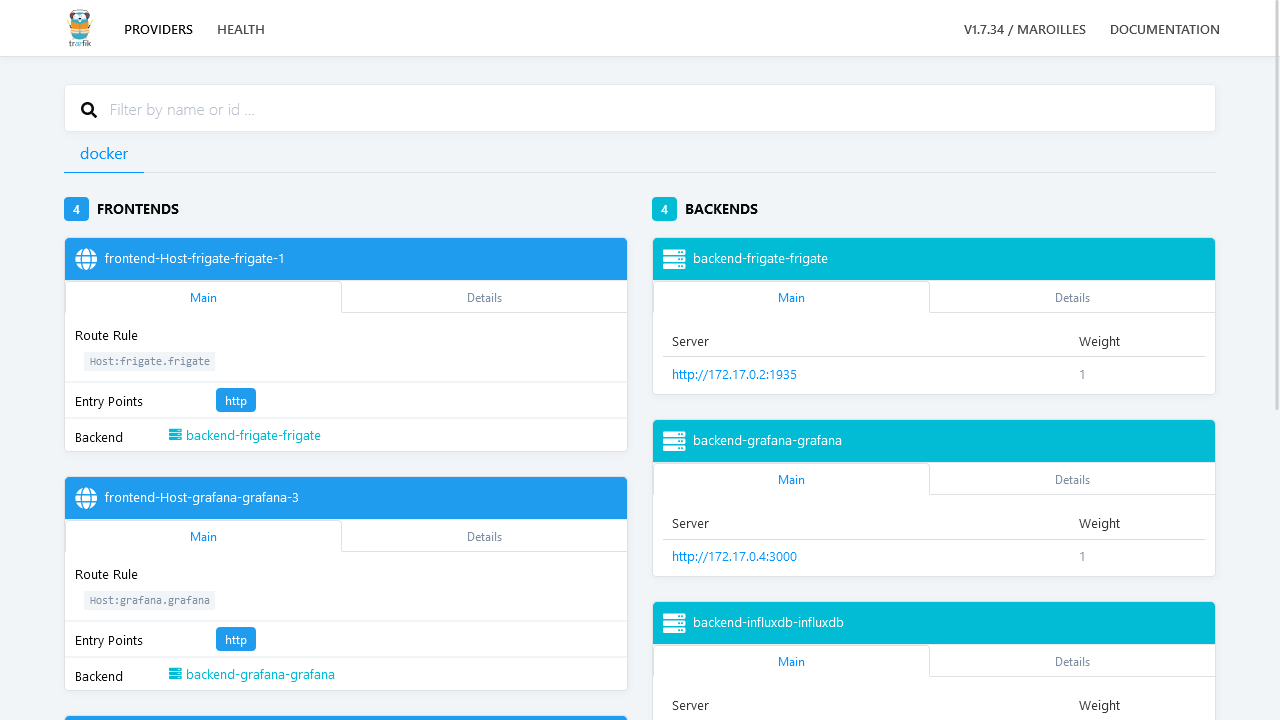 træfik
PROVIDERS
HEALTH
V1.7.34 / MAROILLES
DOCUMENTATION
Filter by name or id ...
docker
4 FRONTENDS
frontend-Host-frigate-frigate-1
Main
Details
Route Rule
Host:frigate.frigate
Entry Points
http
Backend
backend-frigate-frigate
frontend-Host-grafana-grafana-3
Main
Details
Route Rule
Host:grafana.grafana
Entry Points
http
Backend
backend-grafana-grafana
4 BACKENDS
backend-frigate-frigate
Main
Details
Server
Weight
http://172.17.0.2:1935
1
backend-grafana-grafana
Main
Details
Server
Weight
http://172.17.0.4:3000
1
backend-influxdb-influxdb
Main
Details
Server
Weight